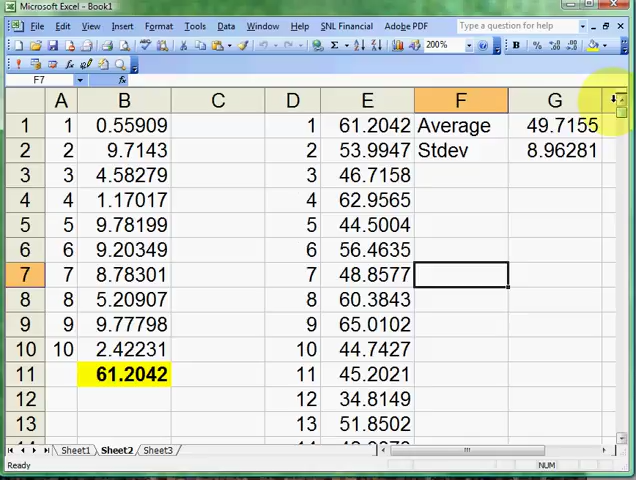 Microsoft Excel - Book1
File Edit View Insert Format Tools Data Window Help SNL Financial Adobe PDF Type a question for help
Σ 200% B %
F7 fx
A B C D E F G
1 1 0.55909 1 61.2042 Average 49.7155
2 2 9.7143 2 53.9947 Stdev 8.96281
3 3 4.58279 3 46.7158
4 4 1.17017 4 62.9565
5 5 9.78199 5 44.5004
6 6 9.20349 6 56.4635
7 7 8.78301 7 48.8577
8 8 5.20907 8 60.3843
9 9 9.77798 9 65.0102
10 10 2.42231 10 44.7427
11 61.2042 11 45.2021
12 12 34.8149
13 13 51.8502
Sheet1 Sheet2 Sheet3
Ready NUM